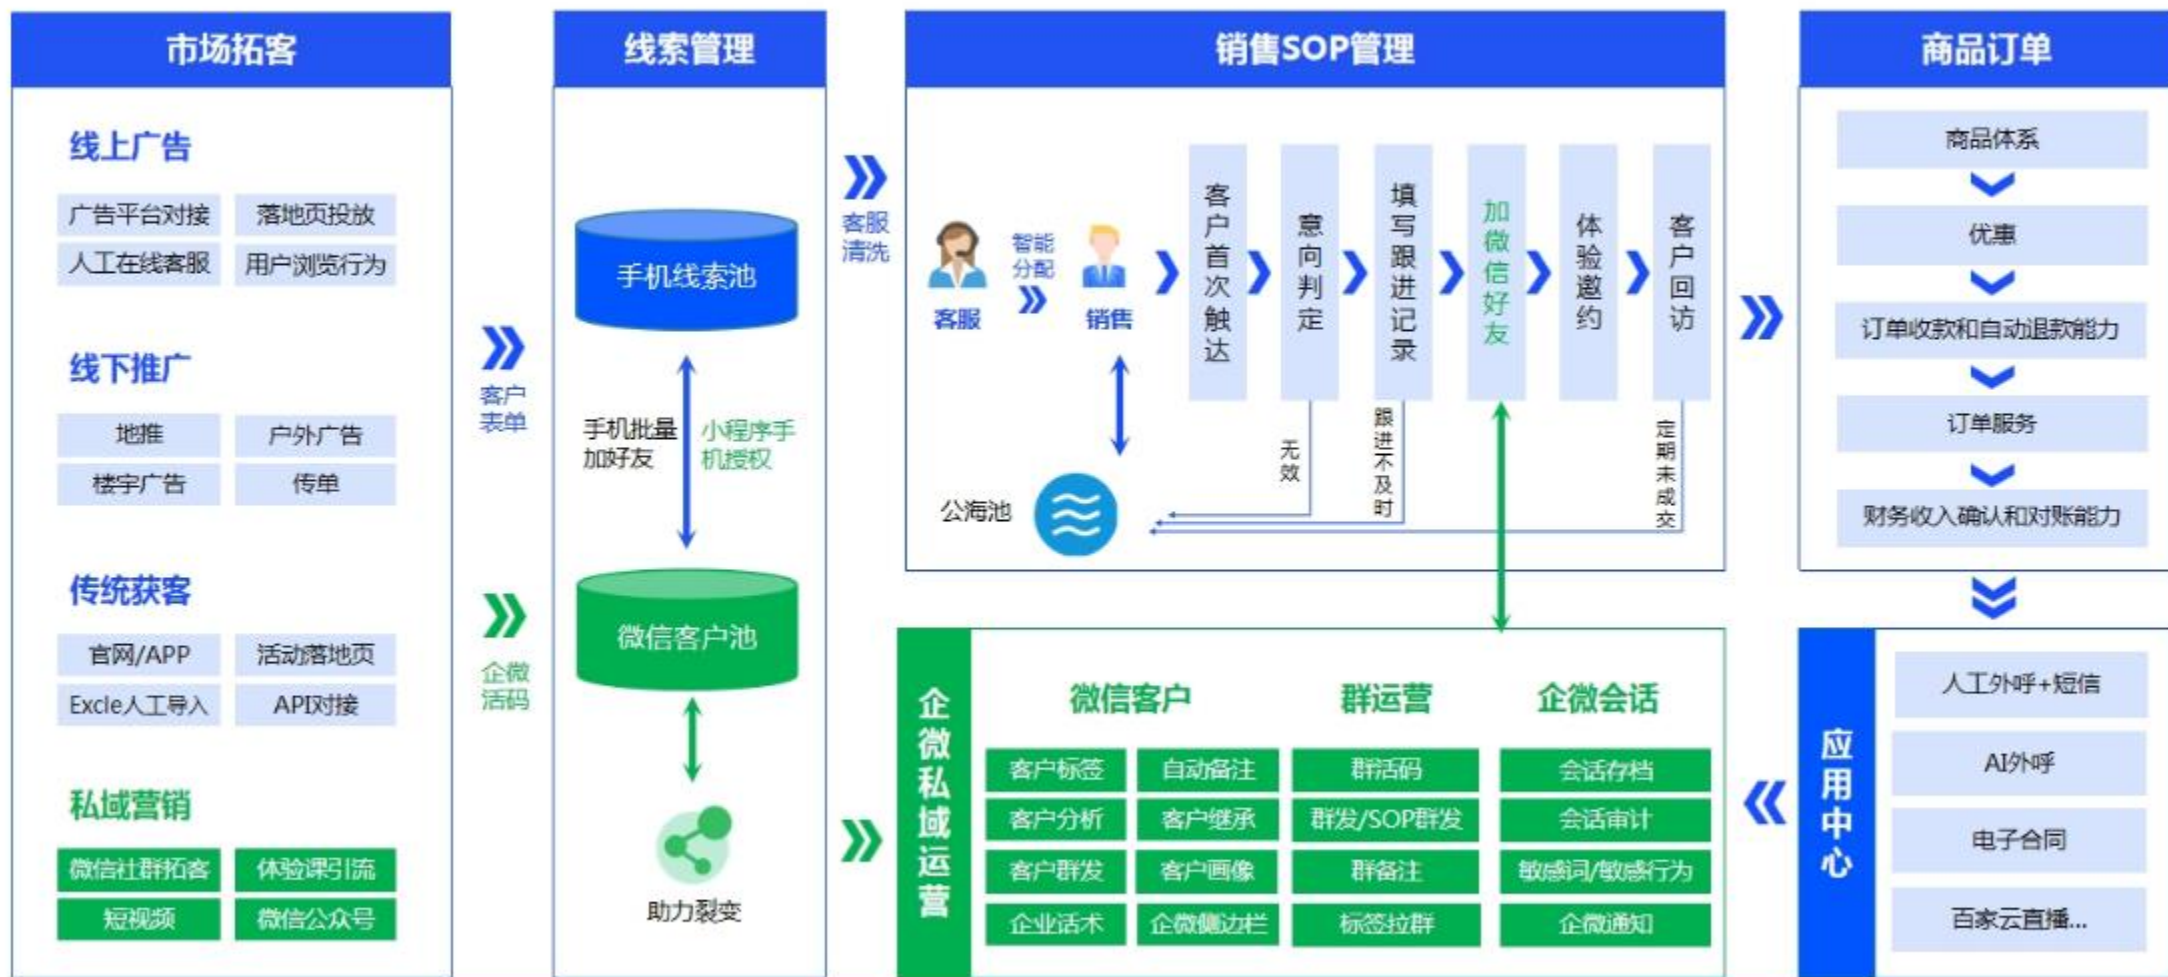 市场拓客
线上广告
广告平台对接
落地页投放
人工在线客服
用户浏览行为
线下推广
地推
户外广告
楼宇广告
传单
传统获客
官网/APP
活动落地页
Excle人工导入
API对接
私域营销
微信社群拓客
体验课引流
短视频
微信公众号
客户
表单
企微
活码
线索管理
手机线索池
手机批量
加好友
小程序手
机授权
微信客户池
助力裂变
客服
清洗
销售SOP管理
客服
智能
分配
销售
客户首次触达
意向判定
填写跟进记录
加微信好友
体验邀约
客户回访
无效
跟进不及时
定期未成交
公海池
商品订单
商品体系
优惠
订单收款和自动退款能力
订单服务
财务收入确认和对账能力
企微私域运营
微信客户
客户标签
自动备注
客户分析
客户继承
客户群发
客户画像
企业话术
企微侧边栏
群运营
群活码
群发/SOP群发
群备注
标签拉群
企微会话
会话存档
会话审计
敏感词/敏感行为
企微通知
应用中心
人工外呼+短信
AI外呼
电子合同
百家云直播...